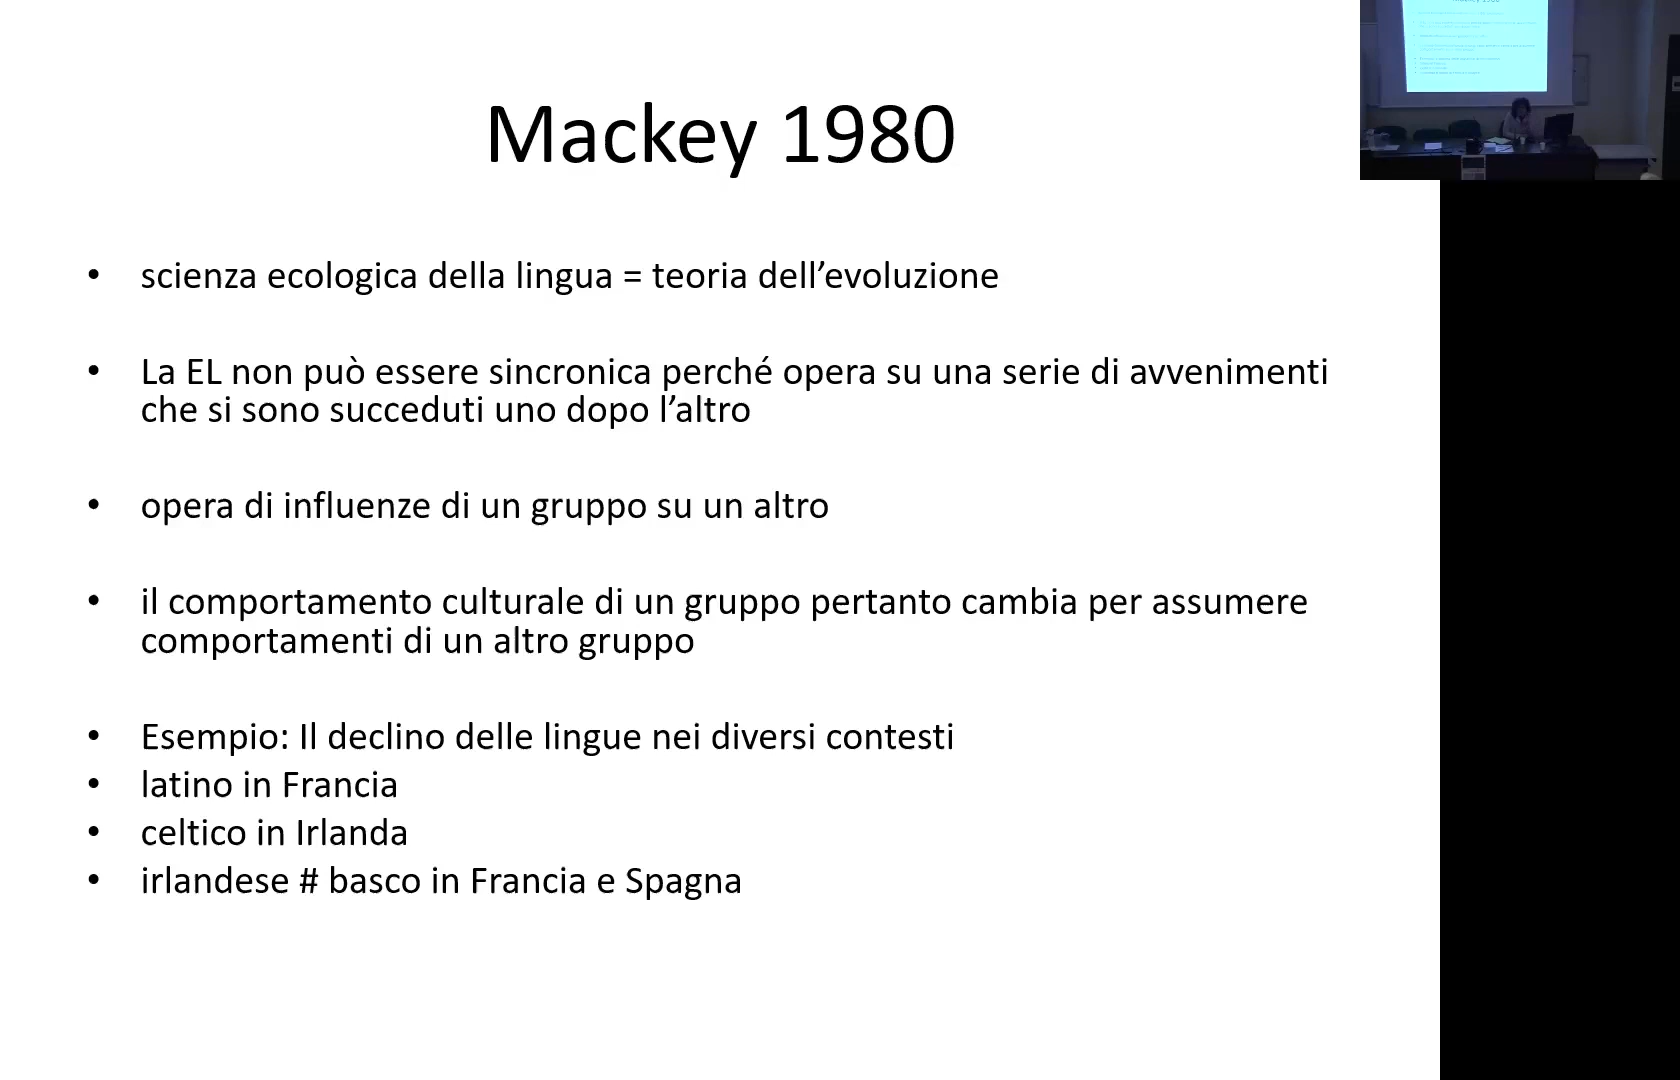 Mackey 1980
• scienza ecologica della lingua = teoria dell’evoluzione
• La EL non può essere sincronica perché opera su una serie di avvenimenti
che si sono succeduti uno dopo l’altro
• opera di influenze di un gruppo su un altro
• il comportamento culturale di un gruppo pertanto cambia per assumere
comportamenti di un altro gruppo
• Esempio: Il declino delle lingue nei diversi contesti
• latino in Francia
• celtico in Irlanda
• irlandese # basco in Francia e Spagna